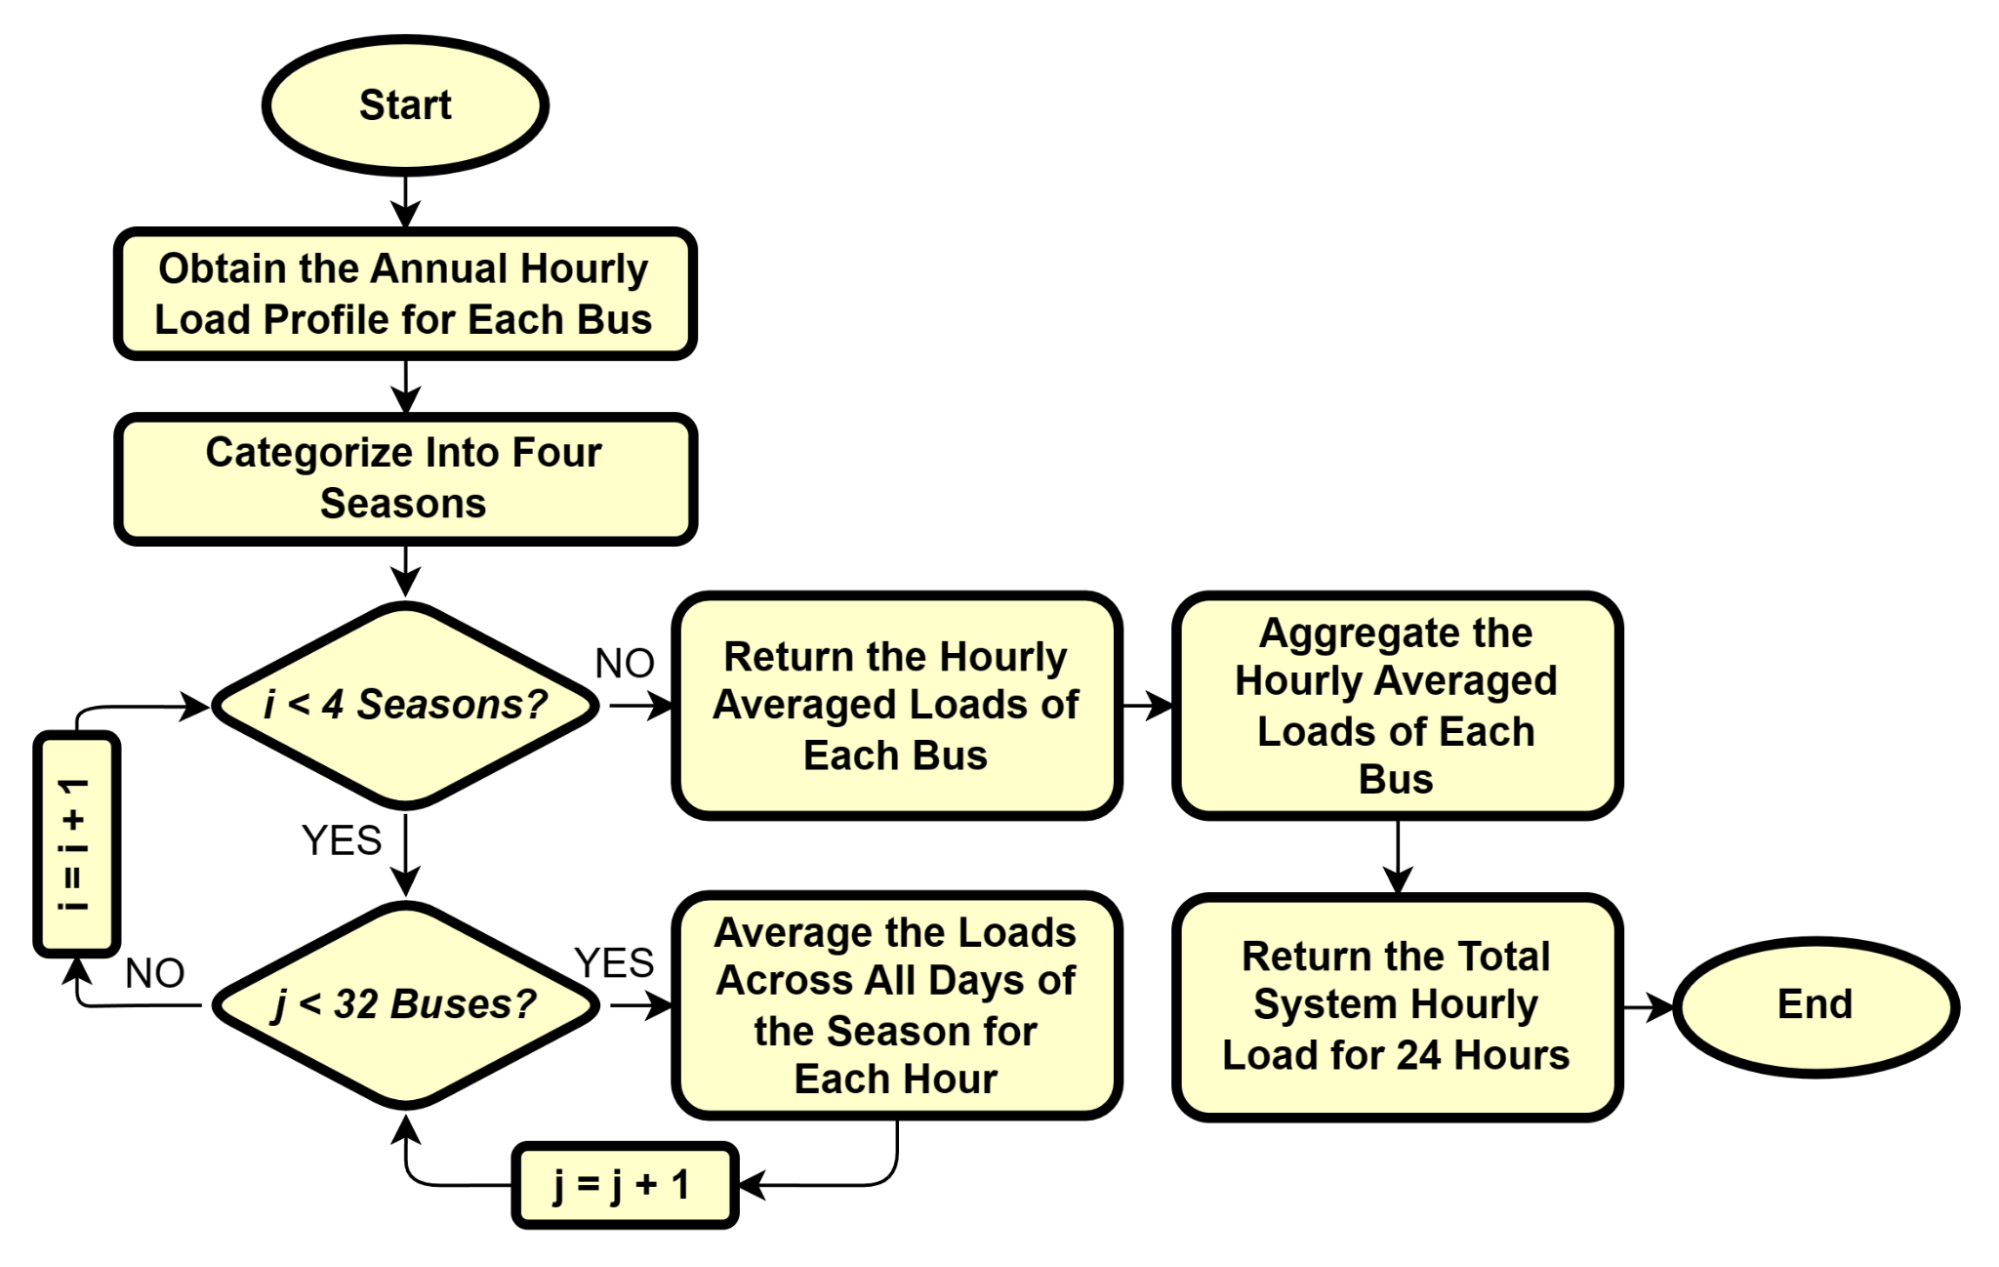 Start
Obtain the Annual Hourly
Load Profile for Each Bus
Categorize Into Four
Seasons
i < 4 Seasons?
NO
Return the Hourly
Averaged Loads of
Each Bus
Aggregate the
Hourly Averaged
Loads of Each
Bus
i = i + 1
YES
j < 32 Buses?
NO
YES
Average the Loads
Across All Days of
the Season for
Each Hour
j = j + 1
Return the Total
System Hourly
Load for 24 Hours
End